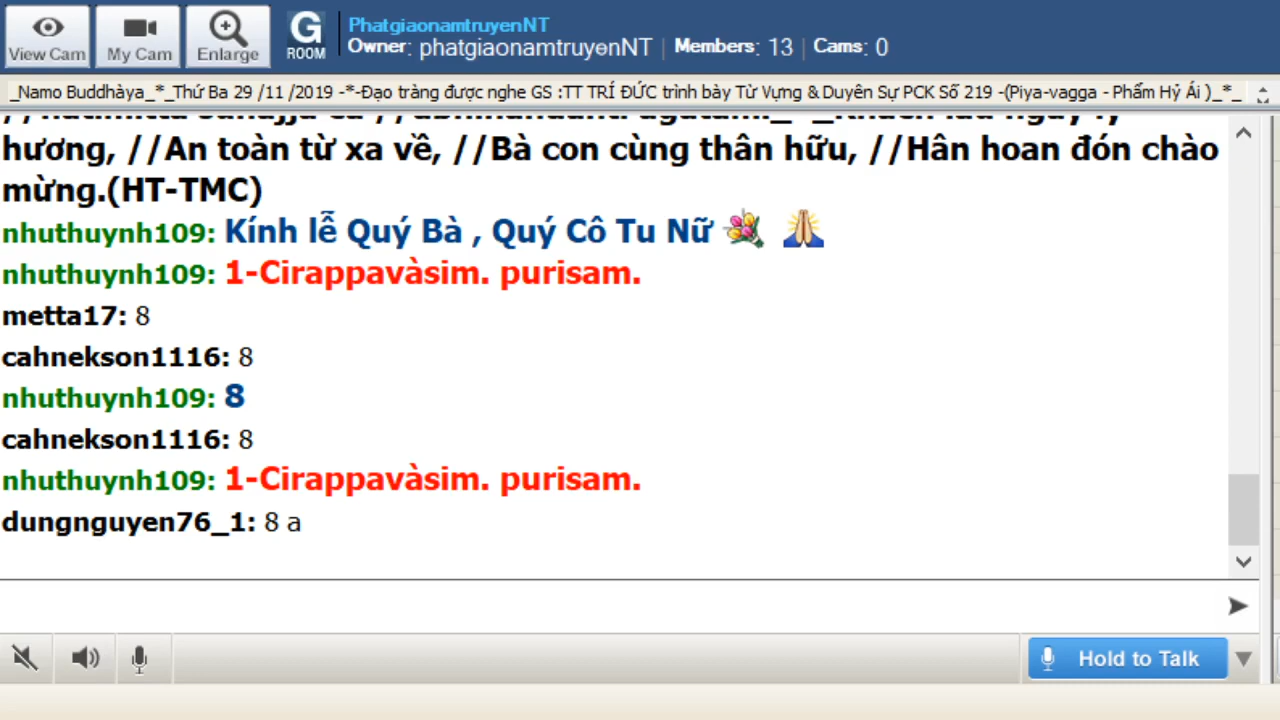 View Cam
My Cam
Enlarge
G
ROOM
PhatgiaonamtruyenNT
Owner: phatgiaonamtruyenNT | Members: 13 | Cams: 0
_Namo Buddhàya_*_Thứ Ba 29 /11 /2019 -*-Đạo tràng được nghe GS :TT TRÍ ĐỨC trình bày Từ Vựng & Duyên Sự PCK Số 219 -(Piya-vagga - Phẩm Hỷ Ái )_*_
hương, //An toàn từ xa về, //Bà con cùng thân hữu, //Hân hoan đón chào
mừng.(HT-TMC)
nhuthuynh109: Kính lễ Quý Bà , Quý Cô Tu Nữ
nhuthuynh109: 1-Cirappavàsim. purisam.
metta17: 8
cahnekson1116: 8
nhuthuynh109: 8
cahnekson1116: 8
nhuthuynh109: 1-Cirappavàsim. purisam.
dungnguyen76_1: 8 a
Hold to Talk